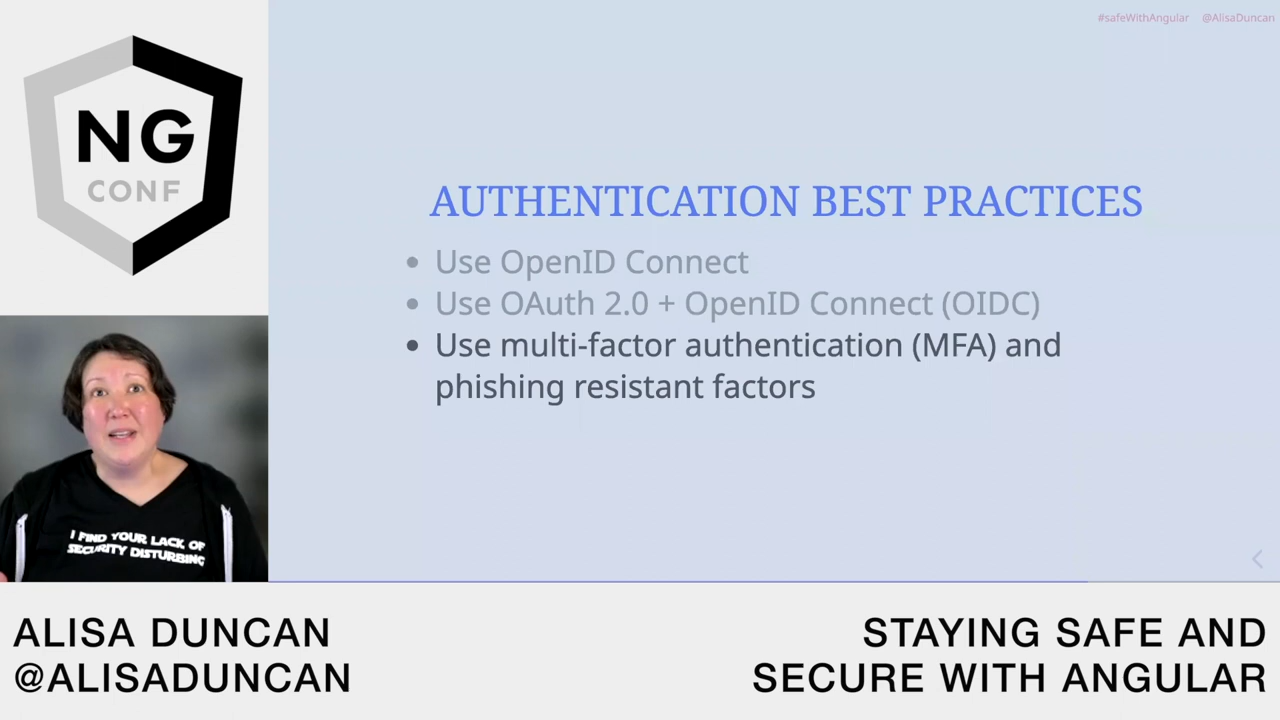 #safeWithAngular @AlisaDuncan
NG
CONF
AUTHENTICATION BEST PRACTICES
• Use OpenID Connect
• Use OAuth 2.0 + OpenID Connect (OIDC)
• Use multi-factor authentication (MFA) and
phishing resistant factors
I FIND YOUR LACK OF
SECURITY DISTURBING
ALISA DUNCAN
@ALISADUNCAN
STAYING SAFE AND
SECURE WITH ANGULAR